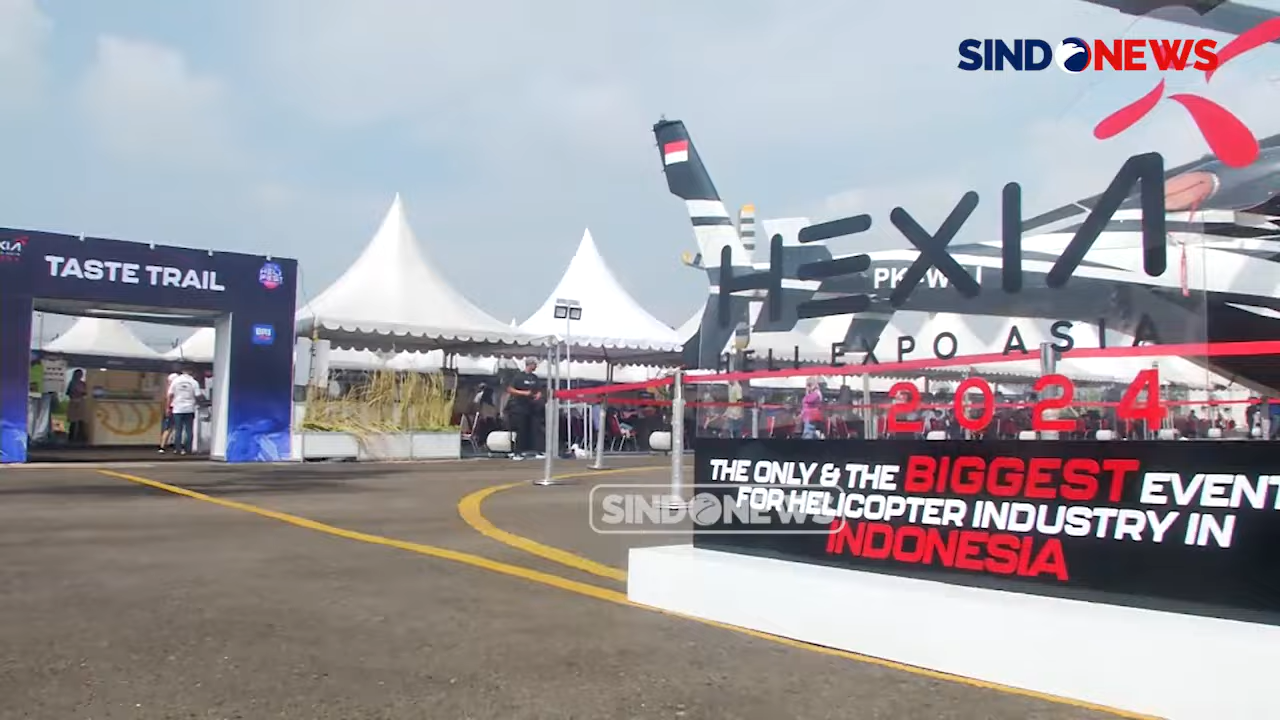 SINDONEWS
HEXIA
HELI EXPO ASIA
2024
TASTE TRAIL
THE ONLY & THE BIGGEST EVENT
FOR HELICOPTER INDUSTRY IN
INDONESIA
SINDONEWS